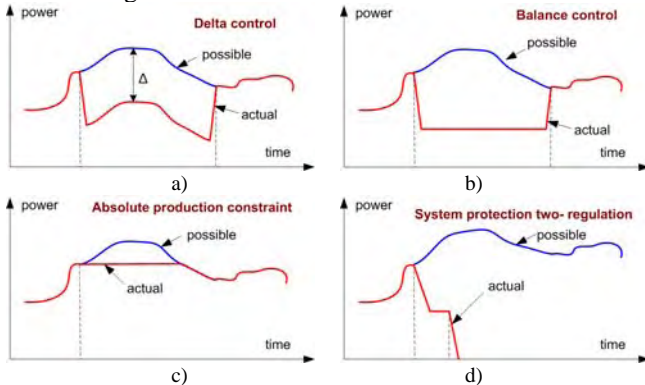 power
Delta control
possible
Δ
actual
time
a)
power
Balance control
possible
actual
time
b)
power
Absolute production constraint
possible
actual
time
c)
power
System protection two- regulation
possible
actual
time
d)